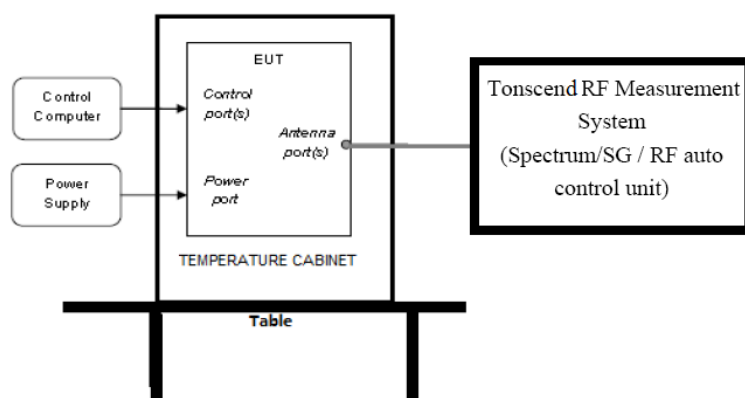 Control
Computer
Power
Supply
EUT
Control
port(s)
Antenna
port(s)
Power
port
TEMPERATURE CABINET
Table
Tonscend RF Measurement
System
(Spectrum/SG / RF auto
control unit)